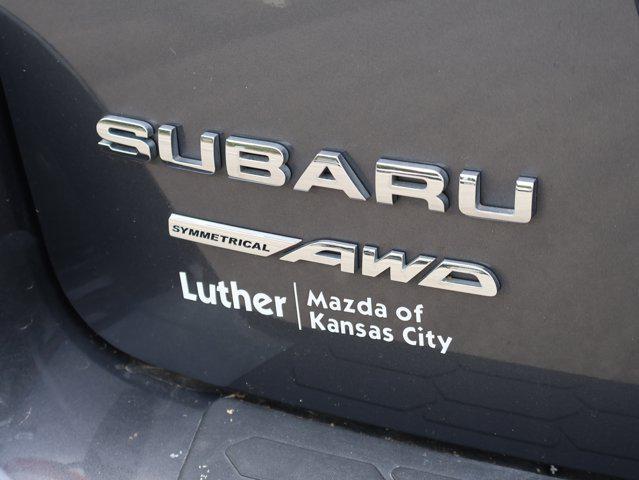 SUBARU
SYMMETRICAL AWD
Luther
Mazda of
Kansas City